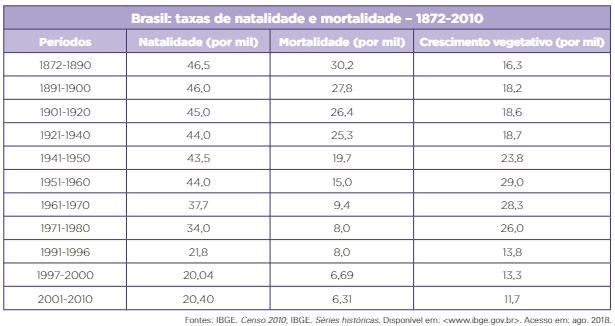 Brasil: taxas de natalidade e mortalidade – 1872-2010
Períodos Natalidade (por mil) Mortalidade (por mil) Crescimento vegetativo (por mil)
1872-1890 46,5 30,2 16,3
1891-1900 46,0 27,8 18,2
1901-1920 45,0 26,4 18,6
1921-1940 44,0 25,3 18,7
1941-1950 43,5 19,7 23,8
1951-1960 44,0 15,0 29,0
1961-1970 37,7 9,4 28,3
1971-1980 34,0 8,0 26,0
1991-1996 21,8 8,0 13,8
1997-2000 20,04 6,69 13,3
2001-2010 20,40 6,31 11,7
Fontes: IBGE. Censo 2010; IBGE. Séries históricas. Disponível em: <www.ibge.gov.br>. Acesso em: ago. 2018.